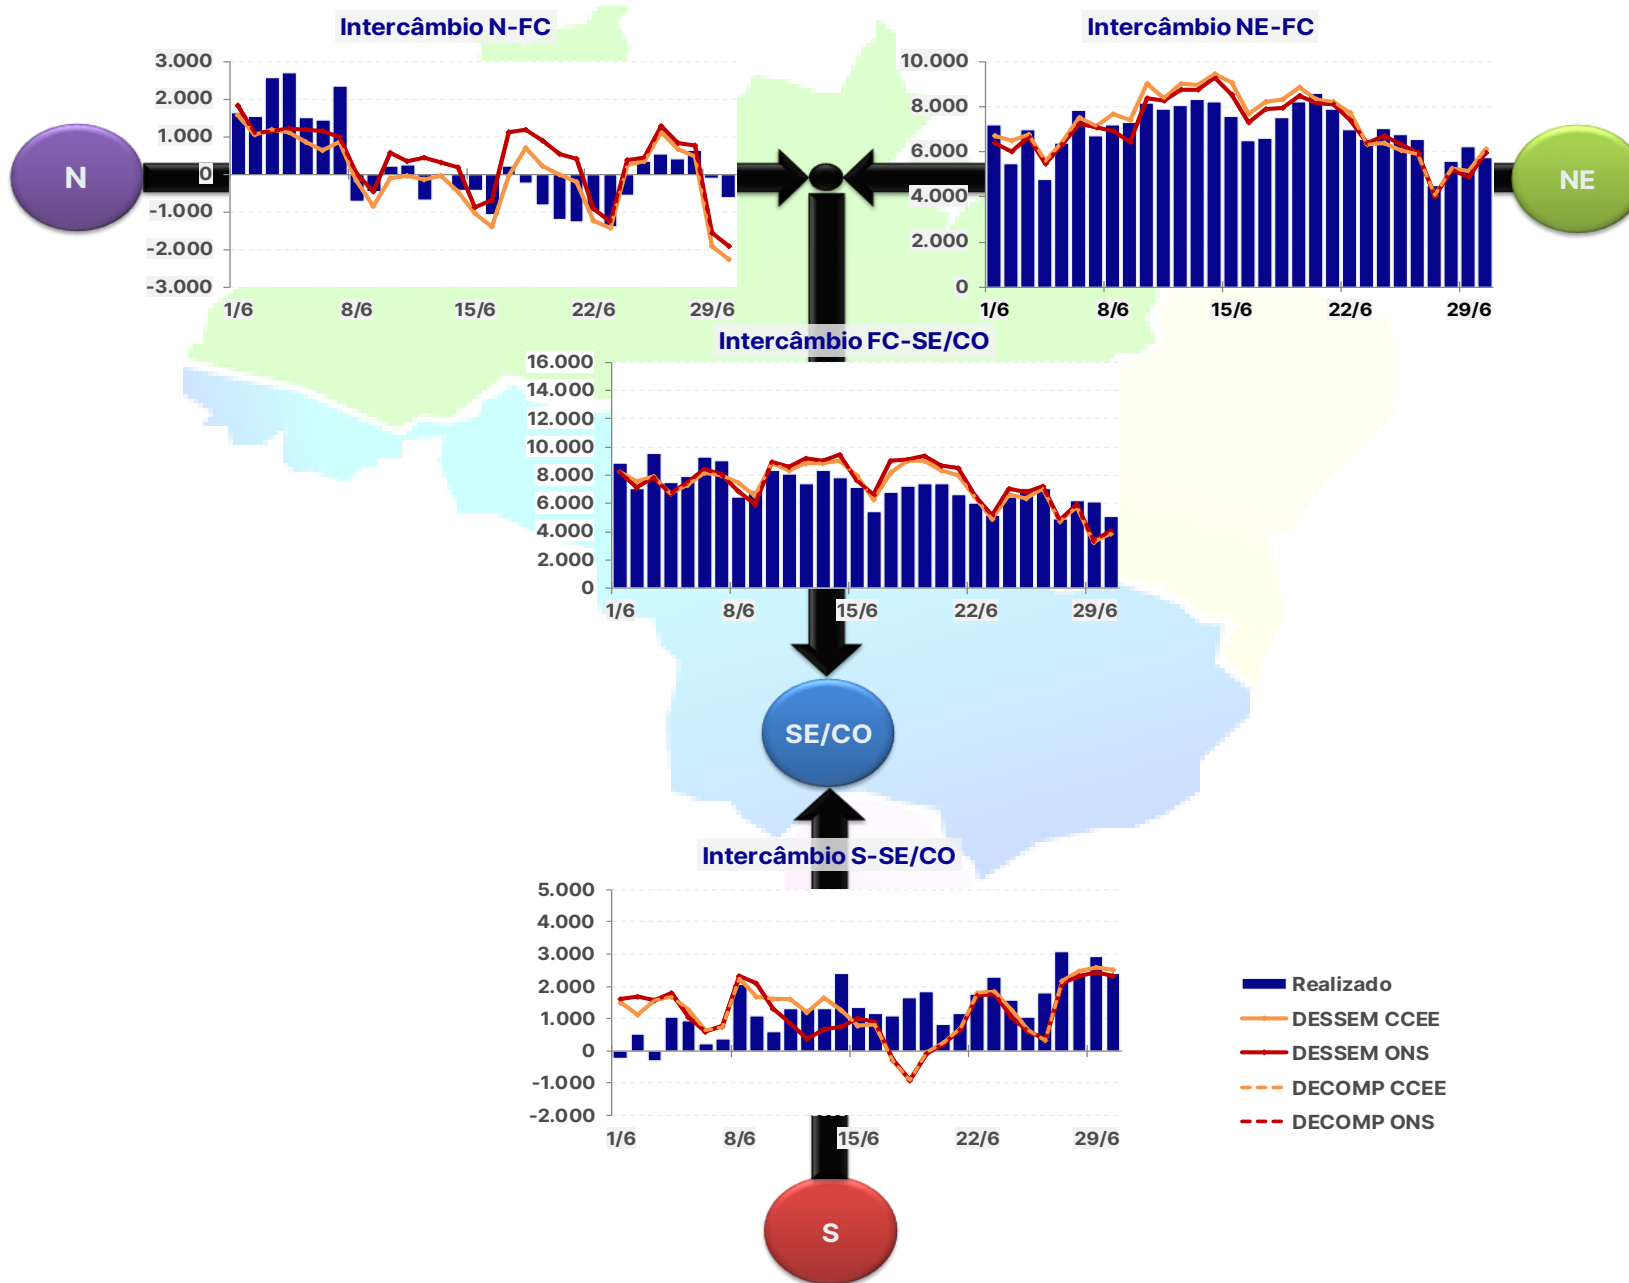 Intercâmbio N-FC
3.000
2.000
1.000
0
-1.000
-2.000
-3.000
1/6 8/6 15/6 22/6 29/6
N
Intercâmbio NE-FC
10.000
8.000
6.000
4.000
2.000
0
1/6 8/6 15/6 22/6 29/6
NE
Intercâmbio FC-SE/CO
16.000
14.000
12.000
10.000
8.000
6.000
4.000
2.000
0
1/6 8/6 15/6 22/6 29/6
SE/CO
Intercâmbio S-SE/CO
5.000
4.000
3.000
2.000
1.000
0
-1.000
-2.000
1/6 8/6 15/6 22/6 29/6
Realizado
DESSEM CCEE
DESSEM ONS
DECOMP CCEE
DECOMP ONS
S